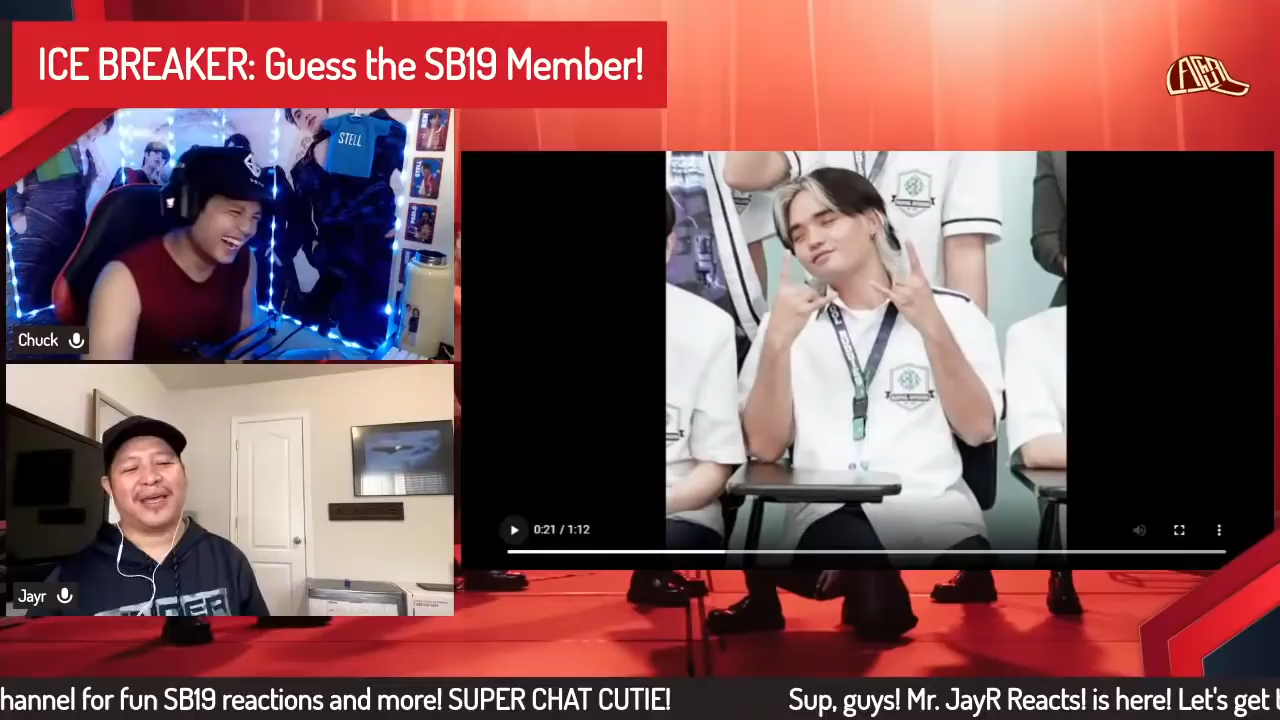 ICE BREAKER: Guess the SB19 Member!
STELL
Chuck
Jayr
0:21 / 1:12
hannel for fun SB19 reactions and more! SUPER CHAT CUTIE!
Sup, guys! Mr. JayR Reacts! is here! Let's get